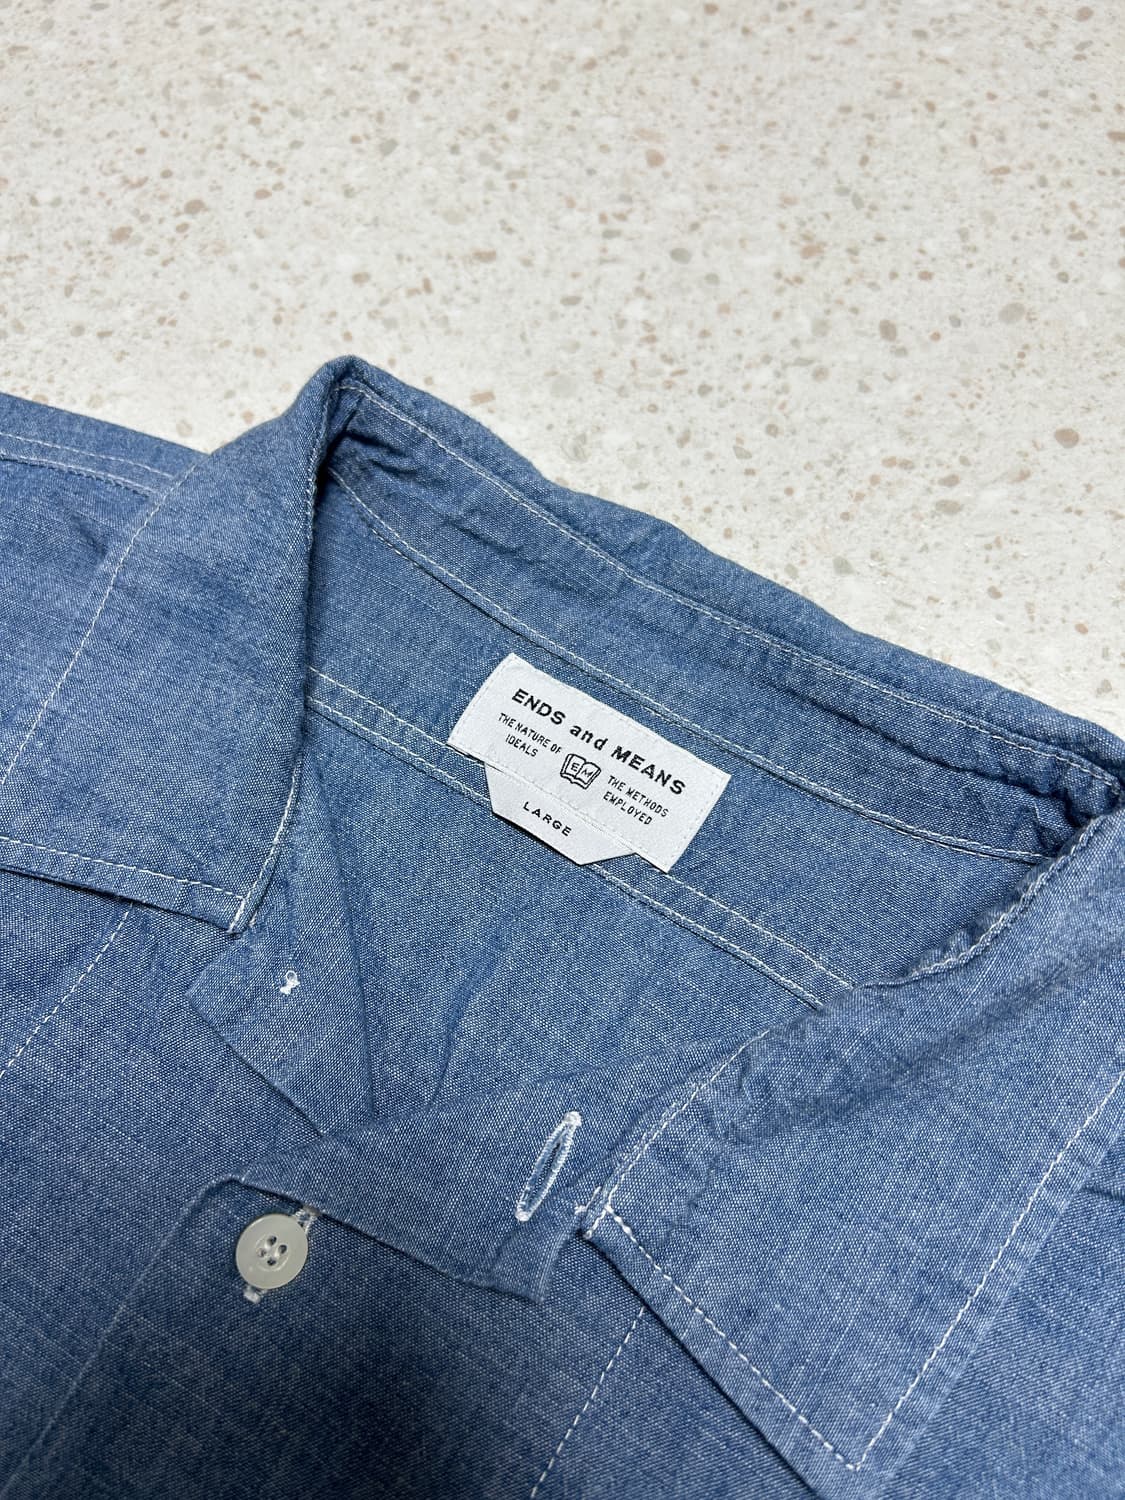 ENDS and MEANS
THE NATURE OF
IDEALS
EM
THE METHODS
EMPLOYED
LARGE